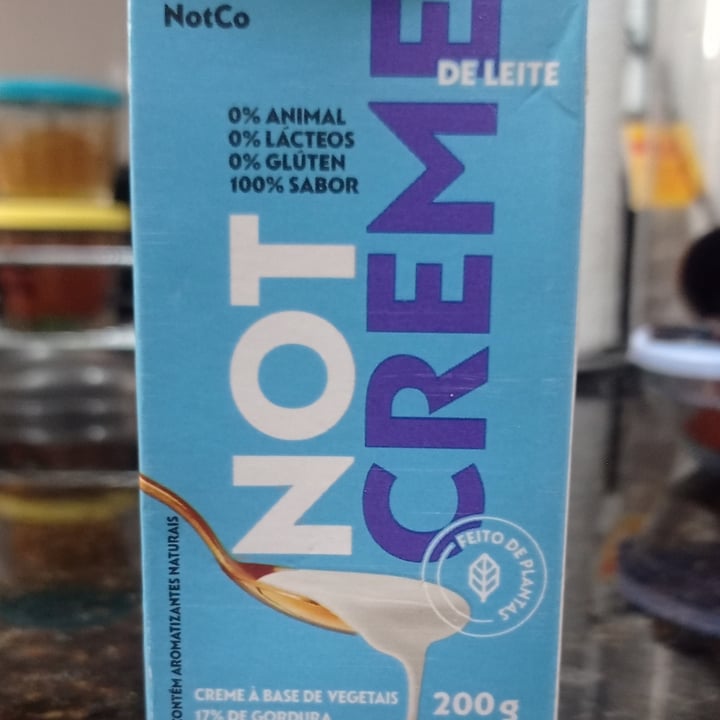 NotCo
NOT
CREME
DE LEITE
0% ANIMAL
0% LÁCTEOS
0% GLÚTEN
100% SABOR
FEITO DE PLANTAS
CONTÉM AROMATIZANTES NATURAIS
CREME À BASE DE VEGETAIS
17% DE GORDURA
200g